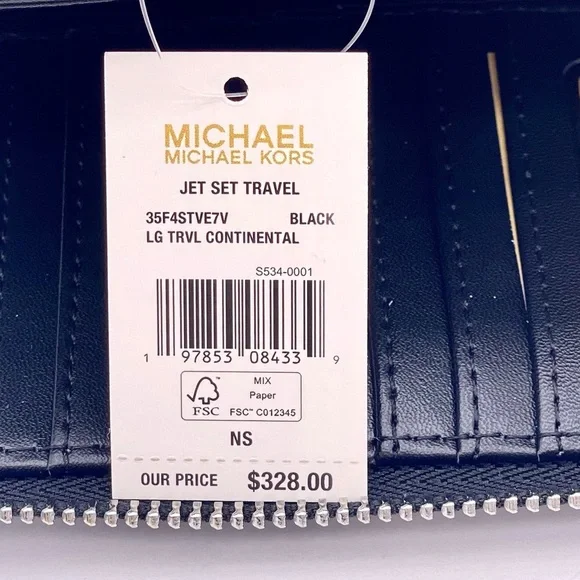 MICHAEL
MICHAEL KORS
JET SET TRAVEL
35F4STVE7V BLACK
LG TRVL CONTINENTAL
S534-0001
1 97853 08433 9
FSC
MIX
Paper
FSC™ C012345
NS
OUR PRICE $328.00